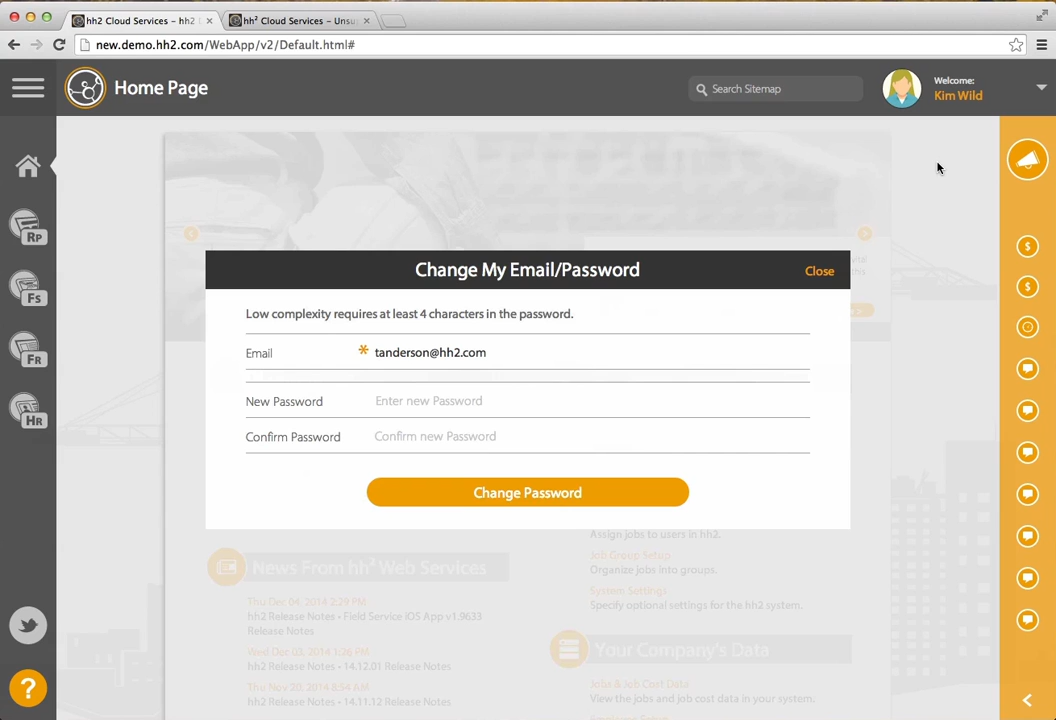 hh2 Cloud Services – hh2
hh² Cloud Services – Unsu
new.demo.hh2.com/WebApp/v2/Default.html#
Home Page
Search Sitemap
Welcome:
Kim Wild
Rp
Fs
FR
HR
?
Change My Email/Password
Close
Low complexity requires at least 4 characters in the password.
Email * tanderson@hh2.com
New Password Enter new Password
Confirm Password Confirm new Password
Change Password
News From hh² Web Services
Thu Dec 04, 2014 2:29 PM
hh2 Release Notes • Field Service iOS App v1.9633
Release Notes
Wed Dec 03, 2014 1:26 PM
hh2 Release Notes • 14.12.01 Release Notes
Thu Nov 20, 2014 8:54 AM
hh2 Release Notes • 14.11.12 Release Notes
Assign jobs to users in hh2.
Job Group Setup
Organize jobs into groups.
System Settings
Specify optional settings for the hh2 system.
Your Company's Data
Jobs & Job Cost Data
View the jobs and job cost data in your system.
$
$